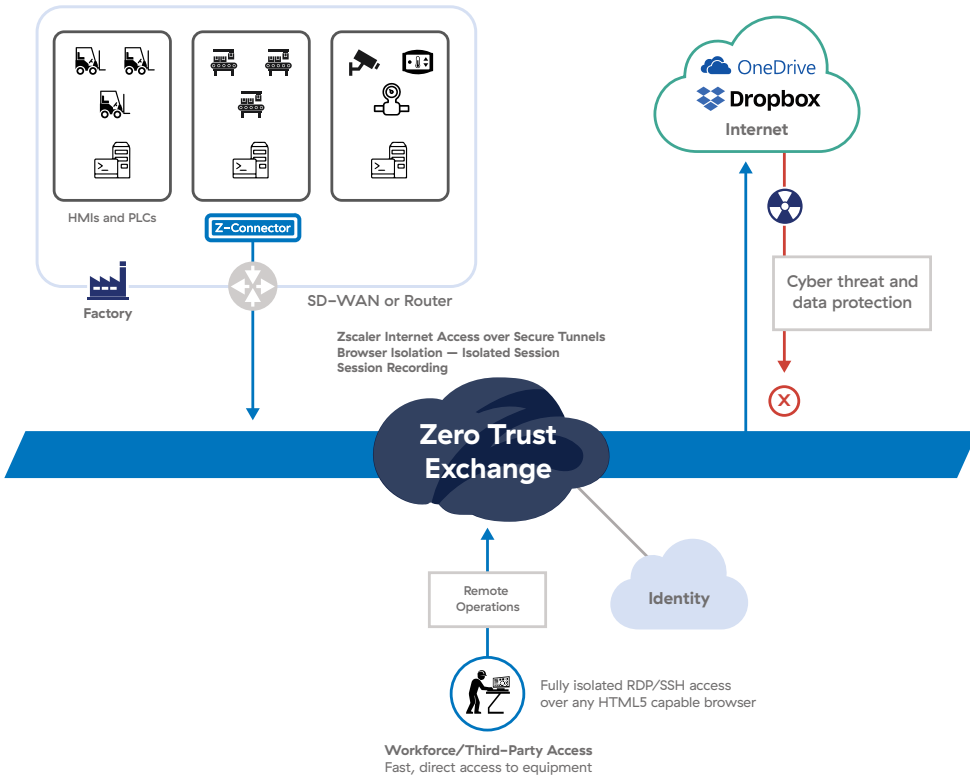 OneDrive
Dropbox
Internet
HMIs and PLCs
Z-Connector
Factory
SD-WAN or Router
Cyber threat and
data protection
Zscaler Internet Access over Secure Tunnels
Browser Isolation — Isolated Session
Session Recording
X
Zero Trust
Exchange
Remote
Operations
Identity
Fully isolated RDP/SSH access
over any HTML5 capable browser
Workforce/Third-Party Access
Fast, direct access to equipment